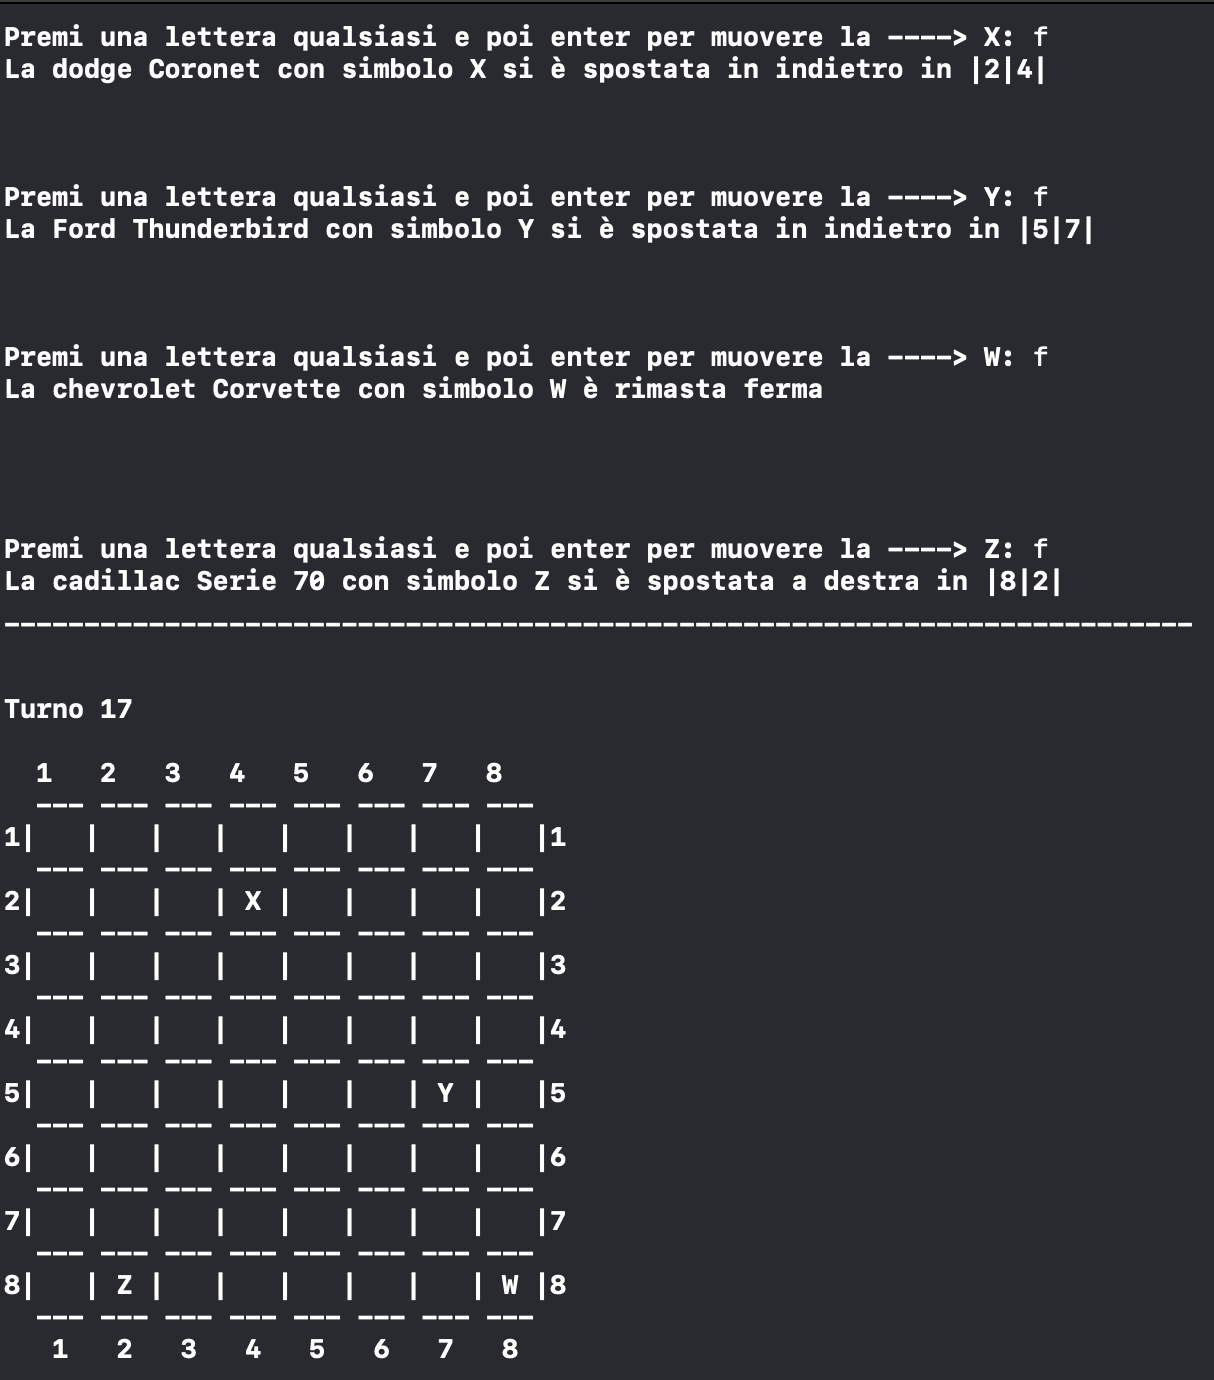 Premi una lettera qualsiasi e poi enter per muovere la ----> X: f
La dodge Coronet con simbolo X si è spostata in indietro in |2|4|
Premi una lettera qualsiasi e poi enter per muovere la ----> Y: f
La Ford Thunderbird con simbolo Y si è spostata in indietro in |5|7|
Premi una lettera qualsiasi e poi enter per muovere la ----> W: f
La chevrolet Corvette con simbolo W è rimasta ferma
Premi una lettera qualsiasi e poi enter per muovere la ----> Z: f
La cadillac Serie 70 con simbolo Z si è spostata a destra in |8|2|
--------------------------------------------------------------------------
Turno 17
  1   2   3   4   5   6   7   8
  --- --- --- --- --- --- --- ---
1|   |   |   |   |   |   |   |   |1
  --- --- --- --- --- --- --- ---
2|   |   |   | X |   |   |   |   |2
  --- --- --- --- --- --- --- ---
3|   |   |   |   |   |   |   |   |3
  --- --- --- --- --- --- --- ---
4|   |   |   |   |   |   |   |   |4
  --- --- --- --- --- --- --- ---
5|   |   |   |   |   |   | Y |   |5
  --- --- --- --- --- --- --- ---
6|   |   |   |   |   |   |   |   |6
  --- --- --- --- --- --- --- ---
7|   |   |   |   |   |   |   |   |7
  --- --- --- --- --- --- --- ---
8|   | Z |   |   |   |   |   | W |8
  --- --- --- --- --- --- --- ---
   1   2   3   4   5   6   7   8